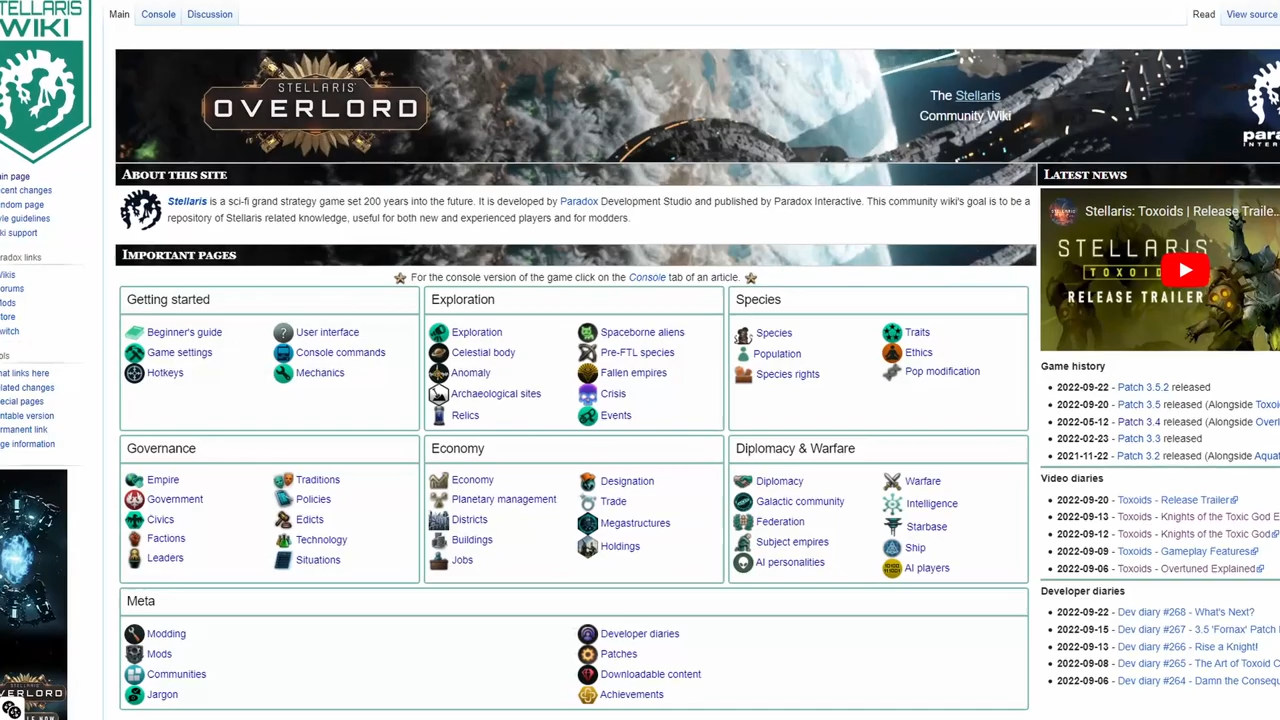 TELLARIS
WIKI
Main
Console
Discussion
Read
View source
STELLARIS
OVERLORD
The Stellaris
Community Wiki
para
INTER
ABOUT THIS SITE
Stellaris is a sci-fi grand strategy game set 200 years into the future. It is developed by Paradox Development Studio and published by Paradox Interactive. This community wiki's goal is to be a
repository of Stellaris related knowledge, useful for both new and experienced players and for modders.
IMPORTANT PAGES
For the console version of the game click on the Console tab of an article.
Getting started
Beginner's guide
Game settings
Hotkeys
User interface
Console commands
Mechanics
Exploration
Exploration
Celestial body
Anomaly
Archaeological sites
Relics
Spaceborne aliens
Pre-FTL species
Fallen empires
Crisis
Events
Species
Species
Population
Species rights
Traits
Ethics
Pop modification
Governance
Empire
Government
Civics
Factions
Leaders
Traditions
Policies
Edicts
Technology
Situations
Economy
Economy
Planetary management
Districts
Buildings
Jobs
Designation
Trade
Megastructures
Holdings
Diplomacy & Warfare
Diplomacy
Galactic community
Federation
Subject empires
AI personalities
Warfare
Intelligence
Starbase
Ship
AI players
Meta
Modding
Mods
Communities
Jargon
Developer diaries
Patches
Downloadable content
Achievements
LATEST NEWS
Stellaris: Toxoids | Release Traile...
STELLARIS
TOXOID
RELEASE TRAILER
Game history
2022-09-22 - Patch 3.5.2 released
2022-09-20 - Patch 3.5 released (Alongside Toxoi
2022-05-12 - Patch 3.4 released (Alongside Overl
2022-02-23 - Patch 3.3 released
2021-11-22 - Patch 3.2 released (Alongside Aquat
Video diaries
2022-09-20 - Toxoids - Release Trailer
2022-09-13 - Toxoids - Knights of the Toxic God E
2022-09-12 - Toxoids - Knights of the Toxic God
2022-09-09 - Toxoids - Gameplay Features
2022-09-06 - Toxoids - Overtuned Explained
Developer diaries
2022-09-22 - Dev diary #268 - What's Next?
2022-09-15 - Dev diary #267 - 3.5 'Fornax' Patch
2022-09-13 - Dev diary #266 - Rise a Knight!
2022-09-08 - Dev diary #265 - The Art of Toxoid C
2022-09-06 - Dev diary #264 - Damn the Consequ
ain page
ecent changes
ndom page
yle guidelines
ki support
radox links
Wikis
orums
Mods
tore
witch
ols
hat links here
elated changes
ecial pages
intable version
rmanent link
ge information
VERLORD